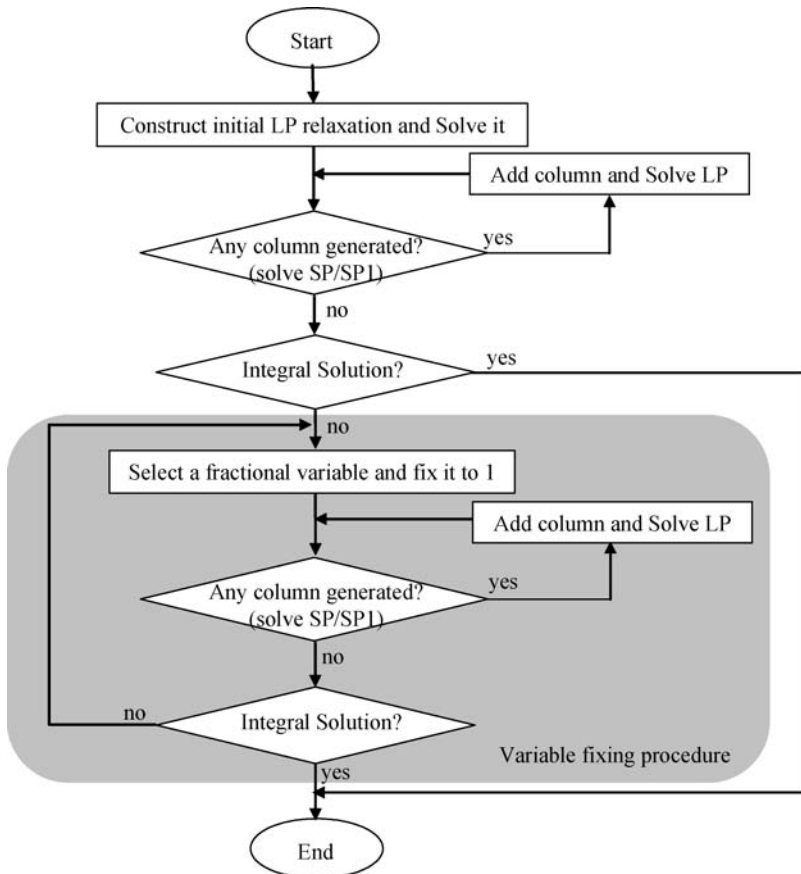 Start
Construct initial LP relaxation and Solve it
Add column and Solve LP
Any column generated?
(solve SP/SP1)
yes
no
Integral Solution?
yes
no
Select a fractional variable and fix it to 1
Add column and Solve LP
Any column generated?
(solve SP/SP1)
yes
no
no
Integral Solution?
Variable fixing procedure
yes
End